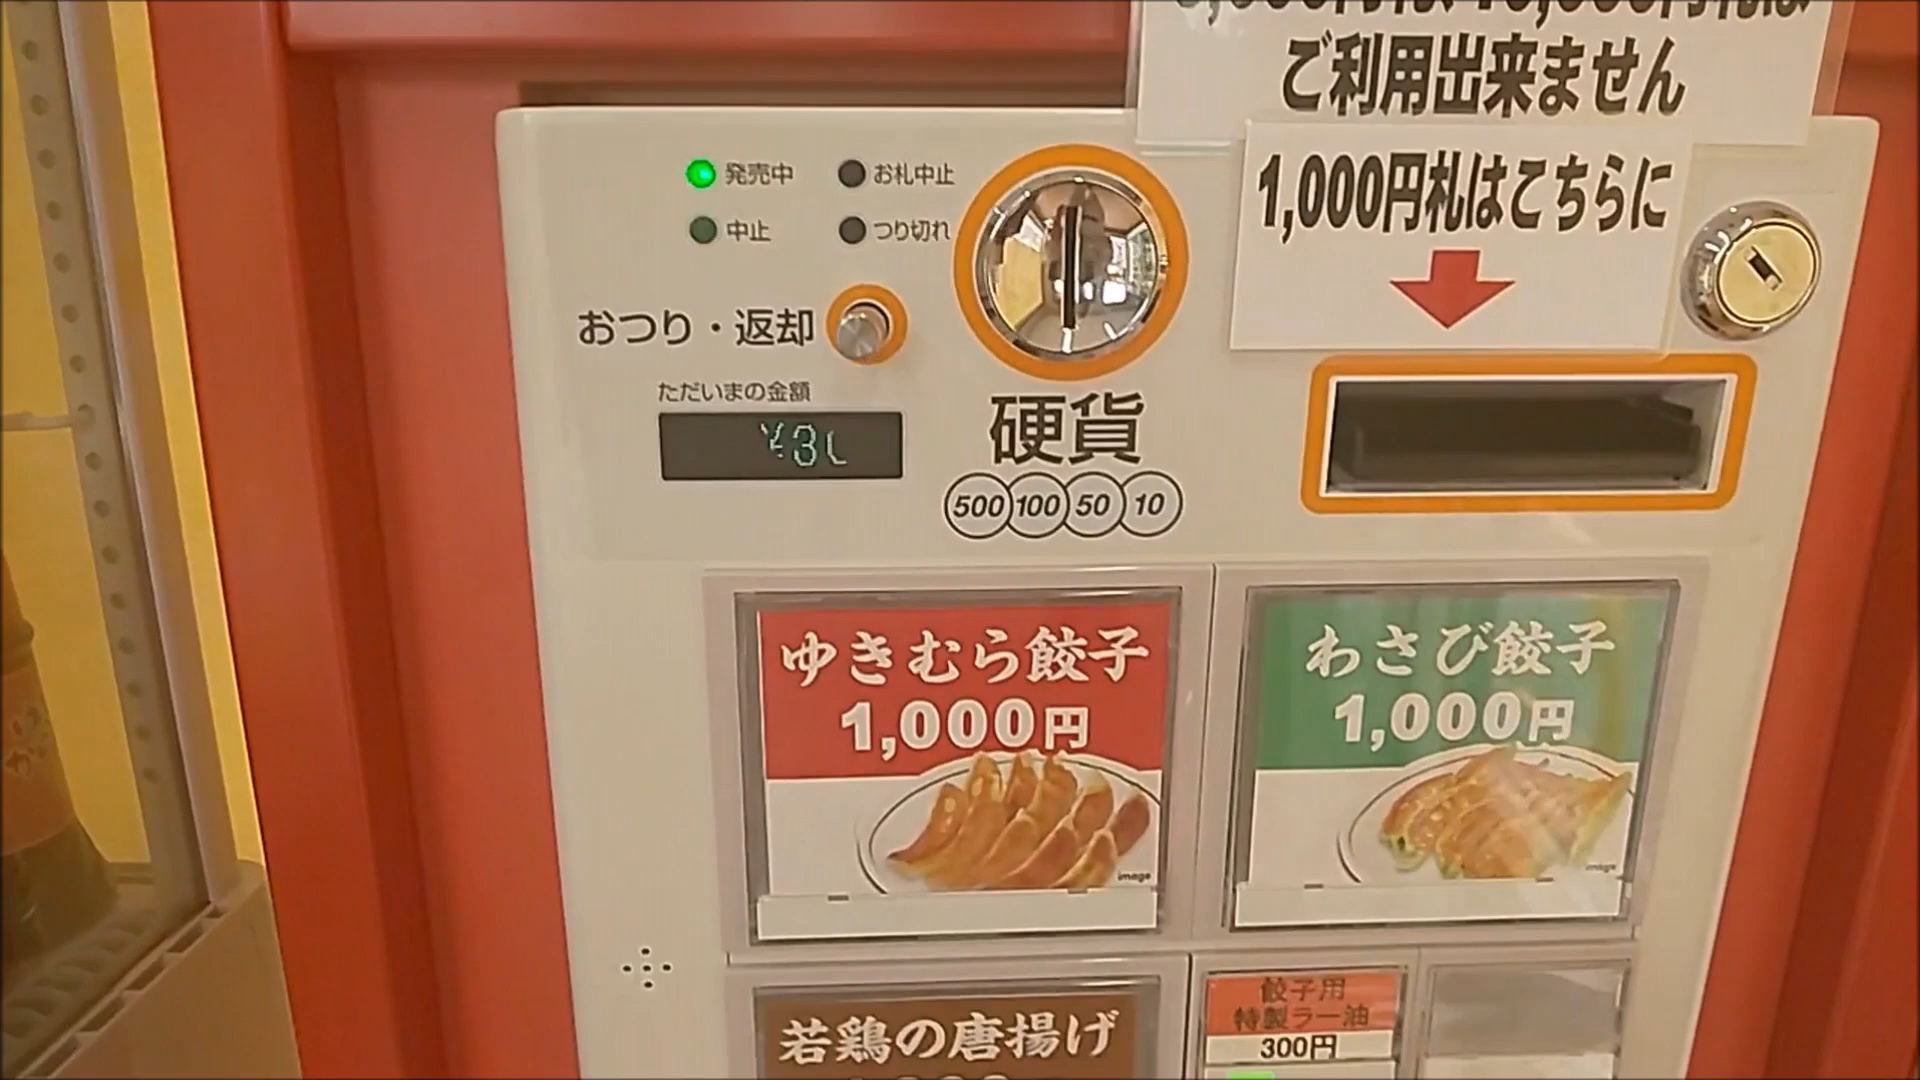 ご利用出来ません
1,000円札はこちらに
発売中
お札中止
中止
つり切れ
おつり・返却
ただいまの金額
硬貨
500 100 50 10
ゆきむら餃子
1,000円
image
わさび餃子
1,000円
image
若鶏の唐揚げ
餃子用
特製ラー油
300円